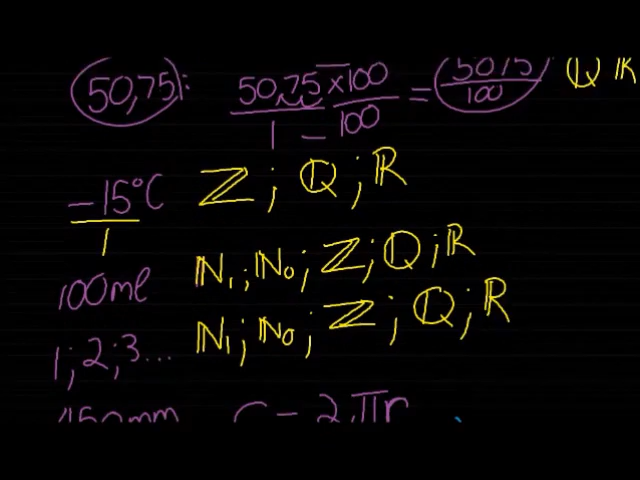 50,75: 50,75 × 100 / 1 — 100 = 5075/100 ℚ ℝ
-15°C/1 ℤ; ℚ; ℝ
100ml ℕ₁; ℕ₀; ℤ; ℚ; ℝ
1; 2; 3... ℕ₁; ℕ₀; ℤ; ℚ; ℝ
C = 2πr